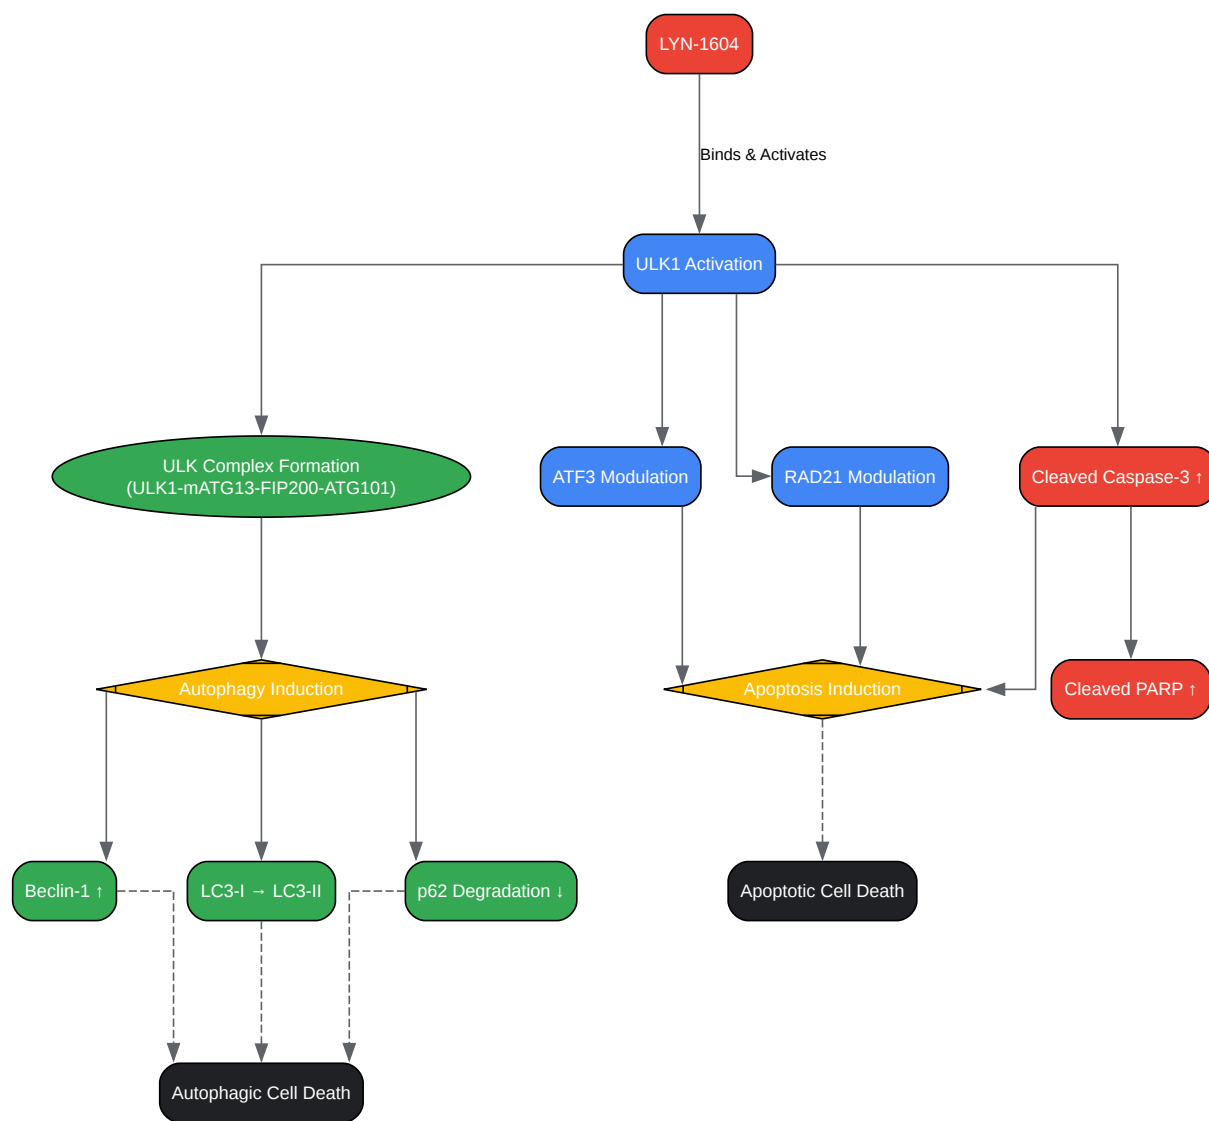 LYN-1604
Binds & Activates
ULK1 Activation
ULK Complex Formation
(ULK1-mATG13-FIP200-ATG101)
ATF3 Modulation
RAD21 Modulation
Cleaved Caspase-3 ↑
Autophagy Induction
Apoptosis Induction
Cleaved PARP ↑
Beclin-1 ↑
LC3-I → LC3-II
p62 Degradation ↓
Apoptotic Cell Death
Autophagic Cell Death